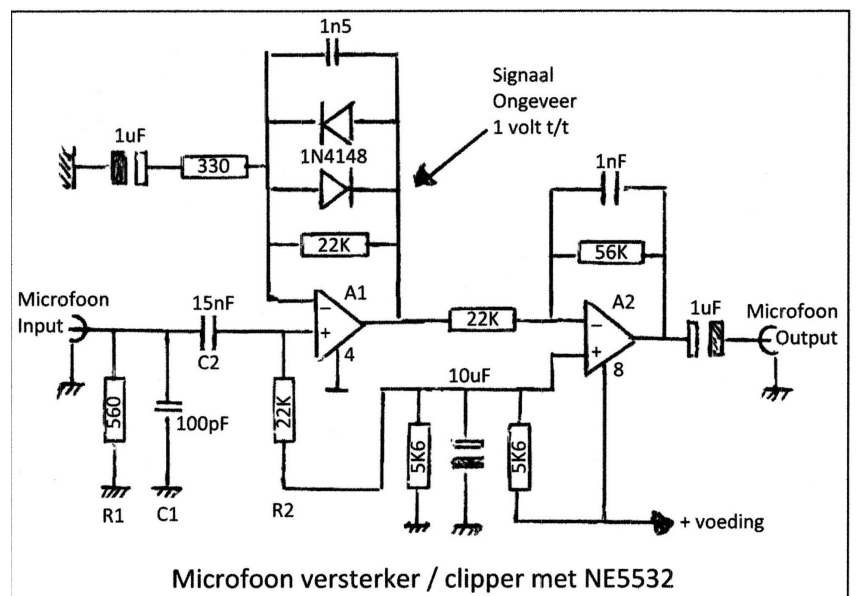 1n5
Signaal
Ongeveer
1 volt t/t
1uF
330
1N4148
1nF
22K
56K
Microfoon
Input
15nF
A1
A2
1uF
Microfoon
Output
22K
−
+
−
+
C2
4
8
10uF
560
100pF
22K
5K6
5K6
R1
C1
R2
+ voeding
Microfoon versterker / clipper met NE5532